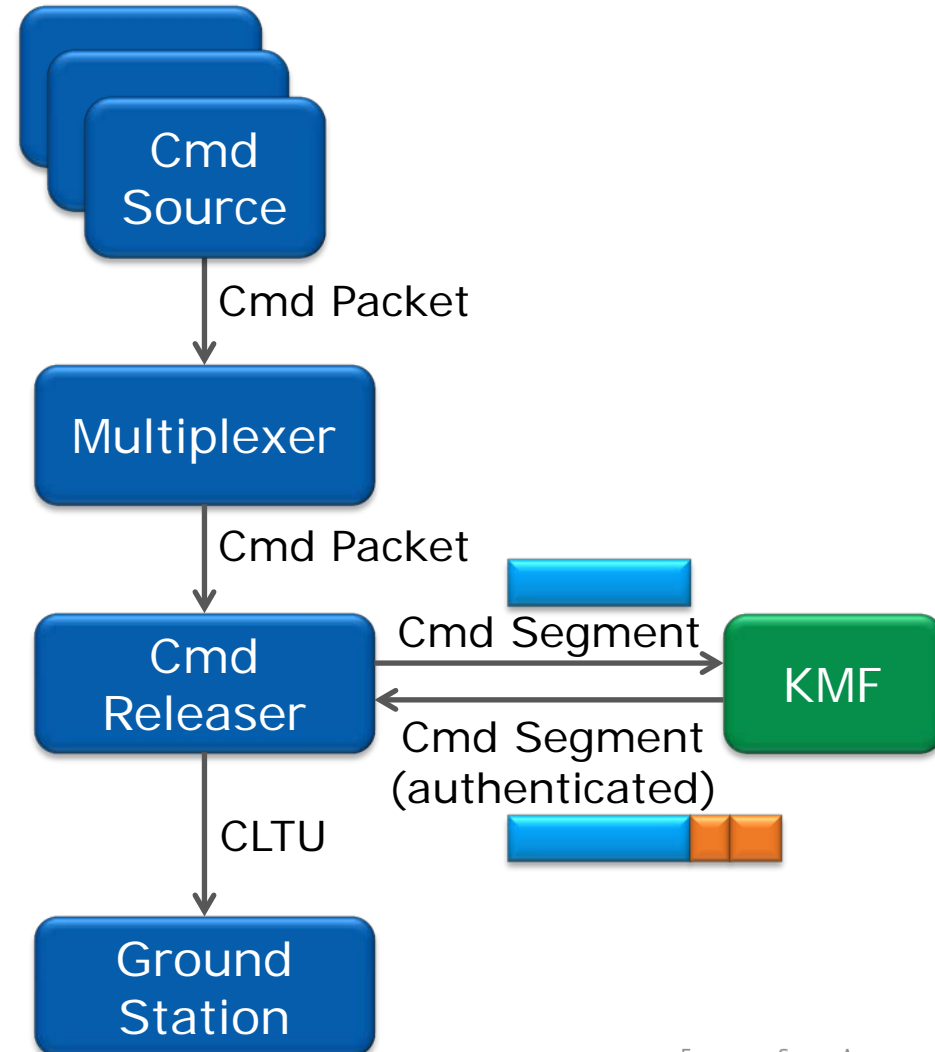 Cmd
Source
Cmd Packet
Multiplexer
Cmd Packet
Cmd Segment
Cmd
Releaser
KMF
Cmd Segment
(authenticated)
CLTU
Ground
Station